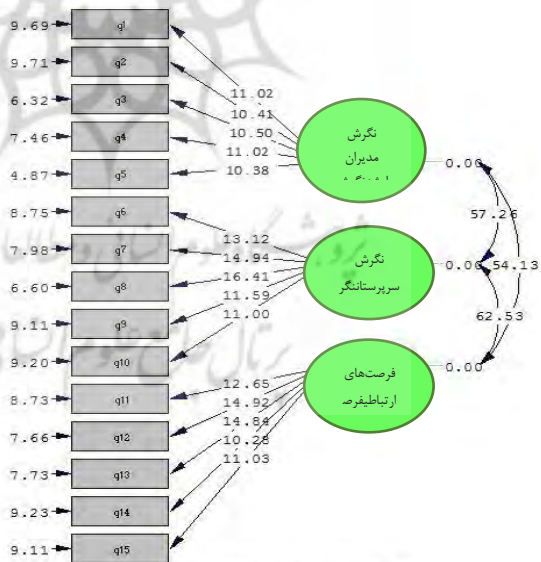 9.69 q1
9.71 q2
6.32 q3
7.46 q4
4.87 q5
8.75 q6
7.98 q7
6.60 q8
9.11 q9
9.20 q10
8.73 q11
7.66 q12
7.73 q13
9.23 q14
9.11 q15
11.02
10.41
10.50
11.02
10.38
13.12
14.94
16.41
11.59
11.00
12.65
14.92
14.84
10.28
11.03
نگرش
مدیران
نگرش
سرپرستاننگر
فرصت‌های
ارتباطیفرص
0.00
57.26
0.00 54.13
62.53
0.00